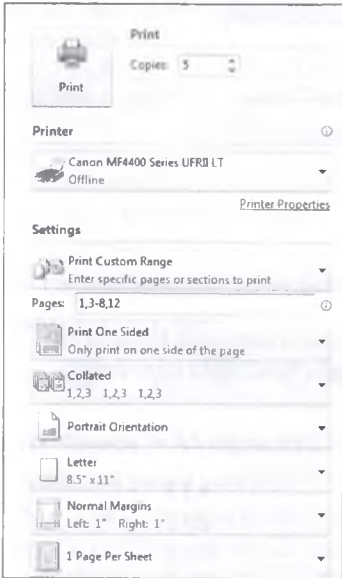 Print
Copies: 5
Print
Printer
Canon MF4400 Series UFRII LT
Offline
Printer Properties
Settings
Print Custom Range
Enter specific pages or sections to print
Pages: 1,3-8,12
Print One Sided
Only print on one side of the page
Collated
1,2,3 1,2,3 1,2,3
Portrait Orientation
Letter
8.5" x 11"
Normal Margins
Left: 1" Right: 1"
1 Page Per Sheet